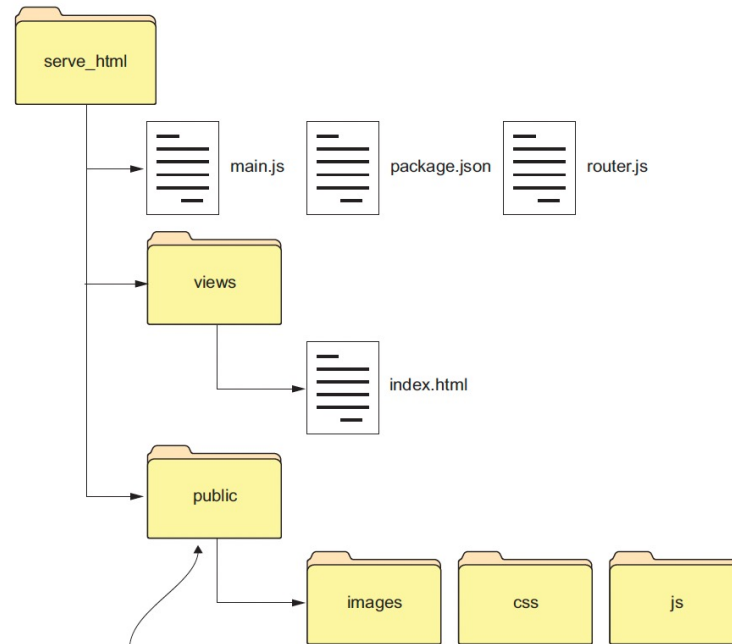 serve_html
main.js
package.json
router.js
views
index.html
public
images
css
js